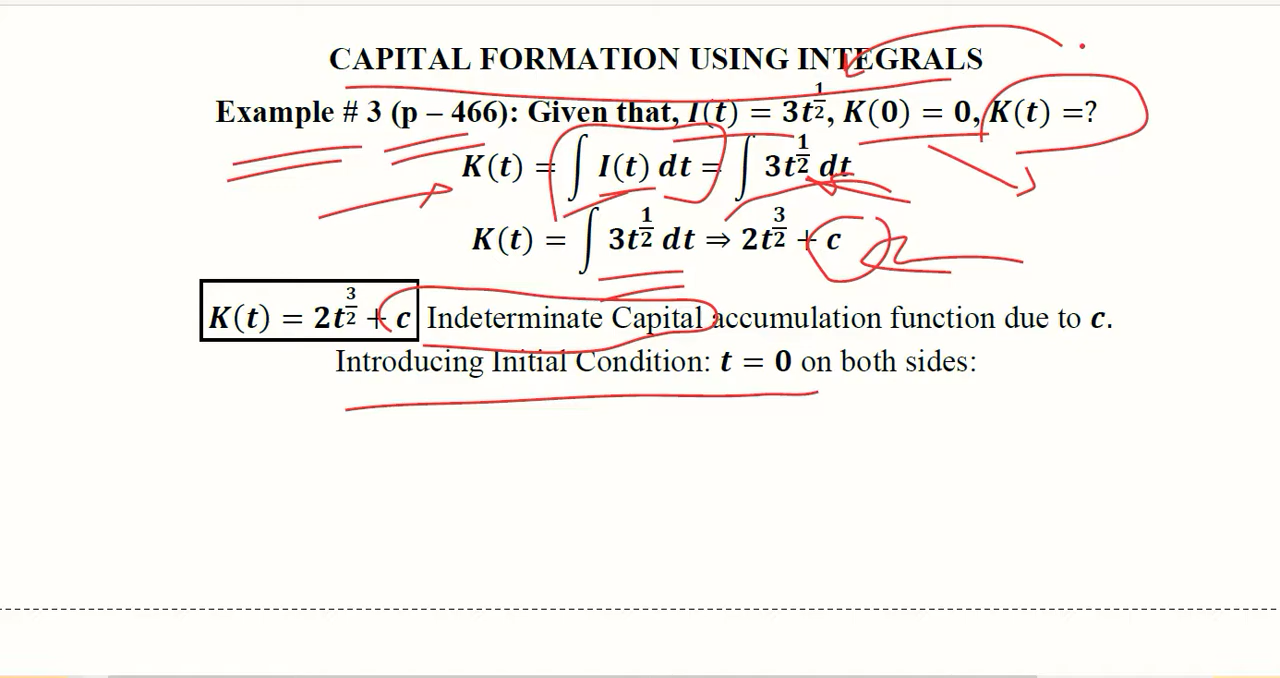 CAPITAL FORMATION USING INTEGRALS
Example # 3 (p – 466): Given that, I(t) = 3t^(1/2), K(0) = 0, K(t) =?
K(t) = ∫ I(t) dt = ∫ 3t^(1/2) dt
K(t) = ∫ 3t^(1/2) dt ⇒ 2t^(3/2) + c
K(t) = 2t^(3/2) + c Indeterminate Capital accumulation function due to c.
Introducing Initial Condition: t = 0 on both sides: